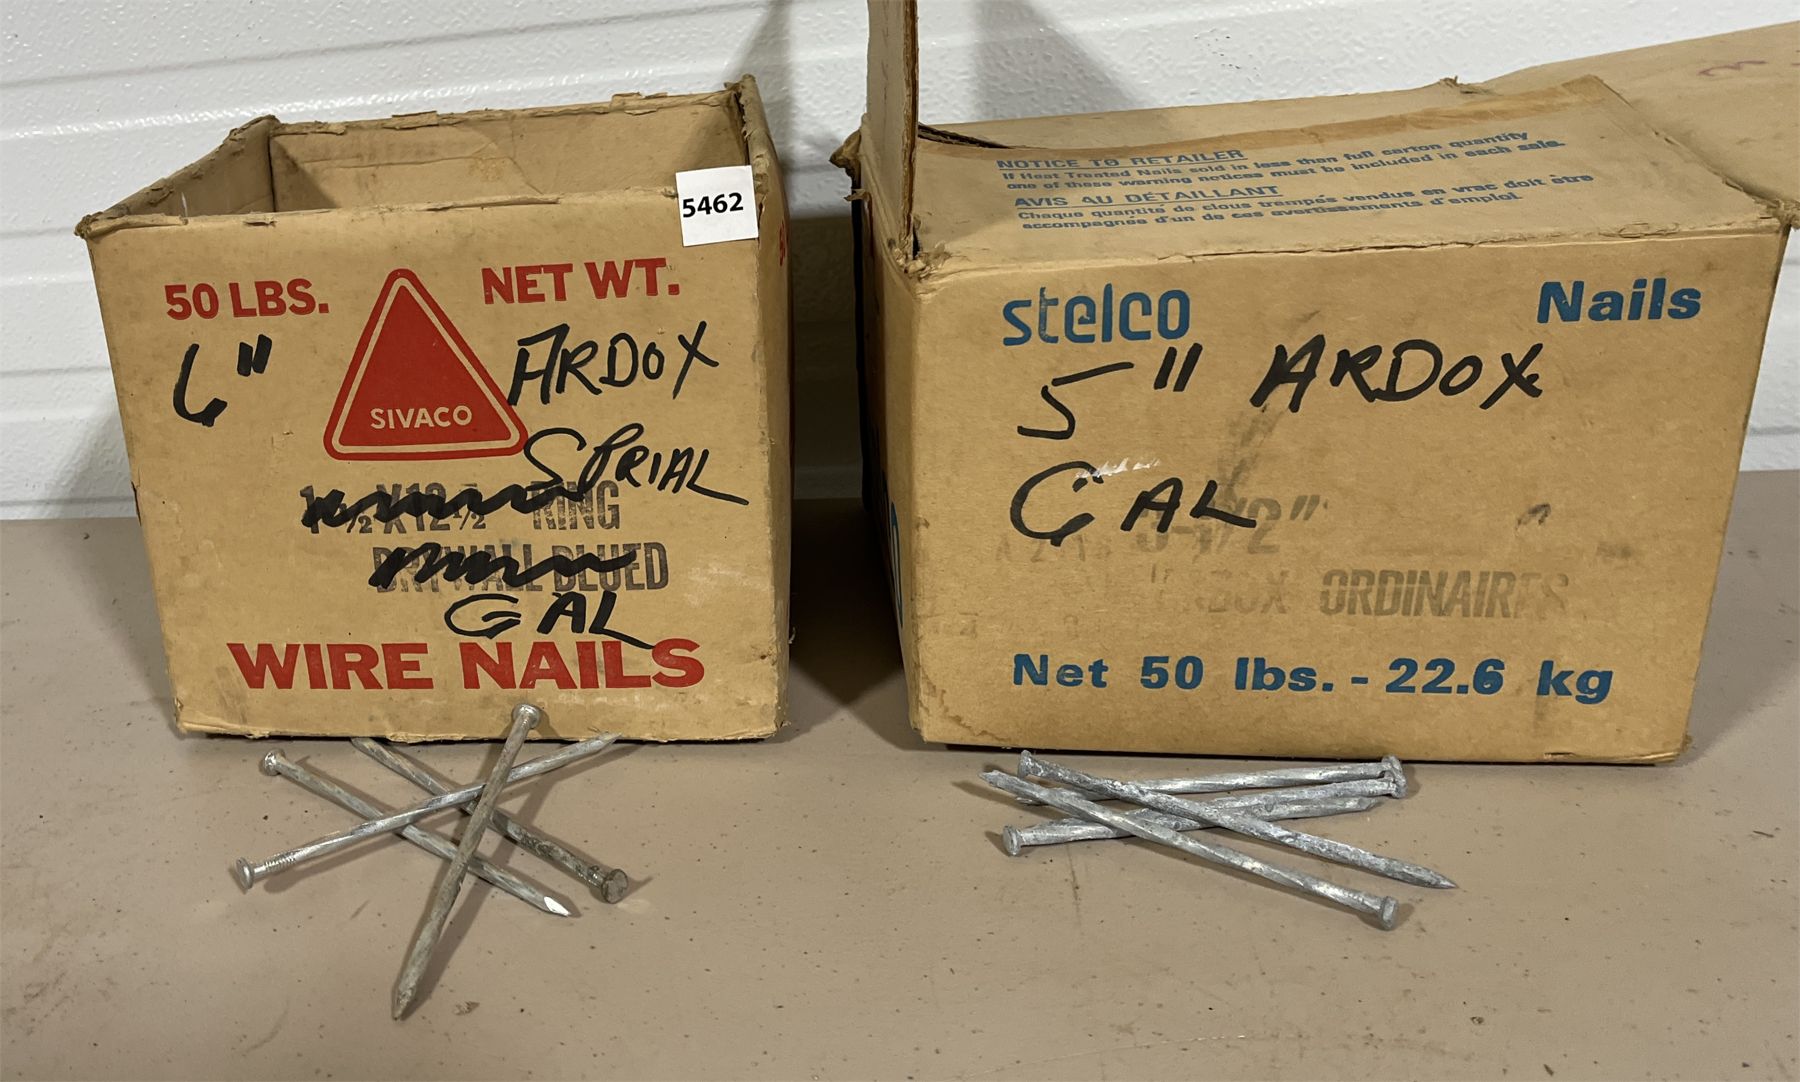 5462
50 LBS. NET WT.
6" ARDOX
SIVACO
SPRIAL
RING
DRYWALL BLUED
GAL
WIRE NAILS
NOTICE TO RETAILER
If Heat Treated Nails sold in less than full carton quantity
one of these warning notices must be included in each sale.
AVIS AU DÉTAILLANT
Chaque quantité de clous trempés vendus en vrac doit être
accompagnée d'un de ces avertissements d'emploi.
stelco Nails
5" ARDOX
GAL
ORDINAIRES
Net 50 lbs. - 22.6 kg